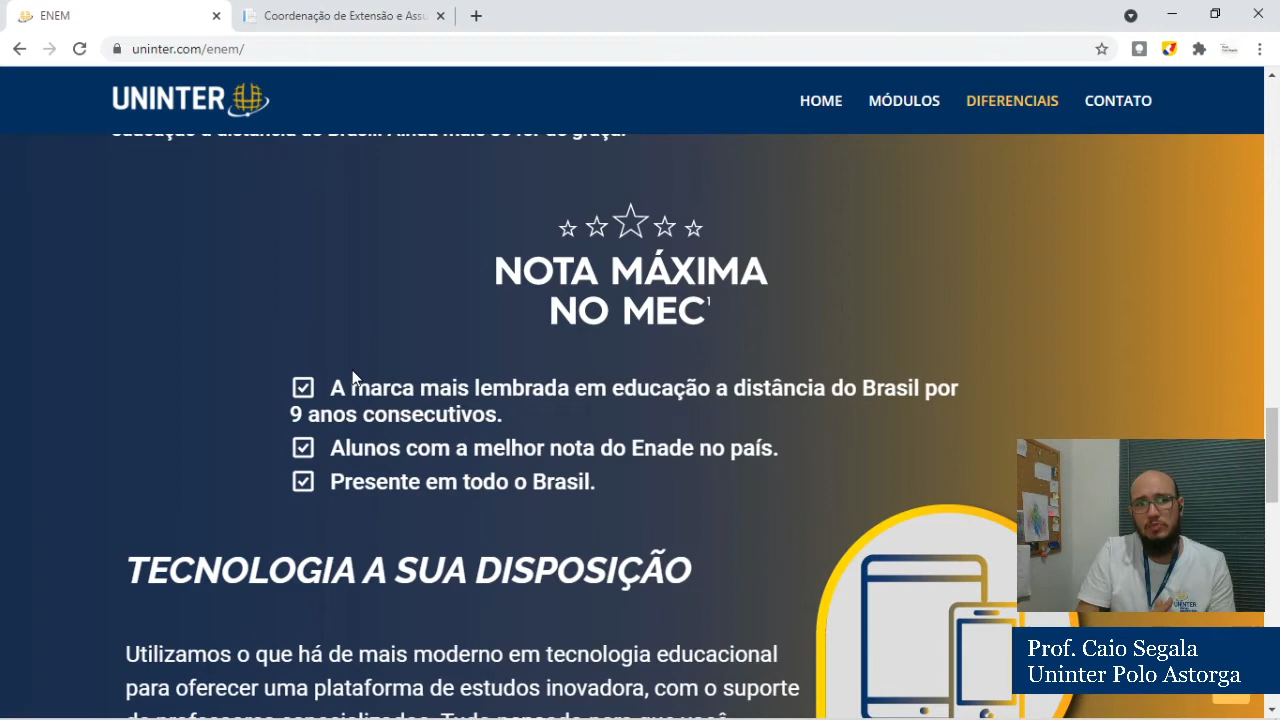 ENEM
Coordenação de Extensão e Assu
uninter.com/enem/
UNINTER
HOME MÓDULOS DIFERENCIAIS CONTATO
educação a distância do Brasil. Ainda mais se for de graça.
NOTA MÁXIMA
NO MEC¹
A marca mais lembrada em educação a distância do Brasil por
9 anos consecutivos.
Alunos com a melhor nota do Enade no país.
Presente em todo o Brasil.
TECNOLOGIA A SUA DISPOSIÇÃO
Utilizamos o que há de mais moderno em tecnologia educacional
para oferecer uma plataforma de estudos inovadora, com o suporte
de professores especializados. Tudo pensado para que você
UNINTER
Prof. Caio Segala
Uninter Polo Astorga